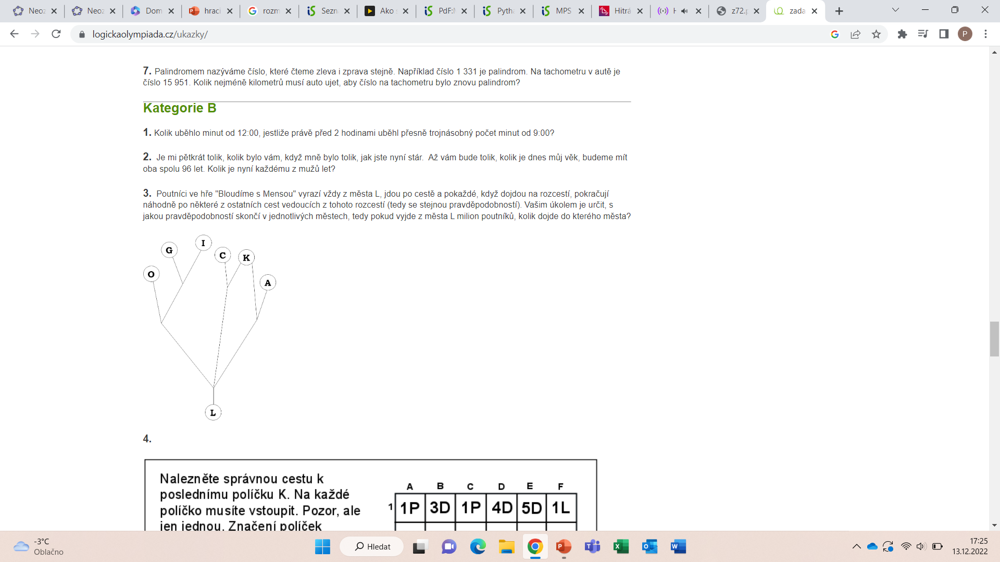 Neoz
Neoz
Dom
hraci
rozm
Sezn
Ako
PdF:
Pyth
MPS
Hitrá
z72.p
zada
logickaolympiada.cz/ukazky/
P
7. Palindromem nazýváme číslo, které čteme zleva i zprava stejně. Například číslo 1 331 je palindrom. Na tachometru v autě je
číslo 15 951. Kolik nejméně kilometrů musí auto ujet, aby číslo na tachometru bylo znovu palindrom?
Kategorie B
1. Kolik uběhlo minut od 12:00, jestliže právě před 2 hodinami uběhl přesně trojnásobný počet minut od 9:00?
2. Je mi pětkrát tolik, kolik bylo vám, když mně bylo tolik, jak jste nyní stár. Až vám bude tolik, kolik je dnes můj věk, budeme mít
oba spolu 96 let. Kolik je nyní každému z mužů let?
3. Poutníci ve hře "Bloudíme s Mensou" vyrazí vždy z města L, jdou po cestě a pokaždé, když dojdou na rozcestí, pokračují
náhodně po některé z ostatních cest vedoucích z tohoto rozcestí (tedy se stejnou pravděpodobností). Vašim úkolem je určit, s
jakou pravděpodobností skončí v jednotlivých městech, tedy pokud vyjde z města L milion poutníků, kolik dojde do kterého města?
I
G
C
K
O
A
L
4.
Nalezněte správnou cestu k
poslednímu políčku K. Na každé
políčko musíte vstoupit. Pozor, ale
jen jednou. Značení políček
A B C D E F
1 1P 3D 1P 4D 5D 1L
-3°C
Oblačno
Hledat
17:25
13.12.2022